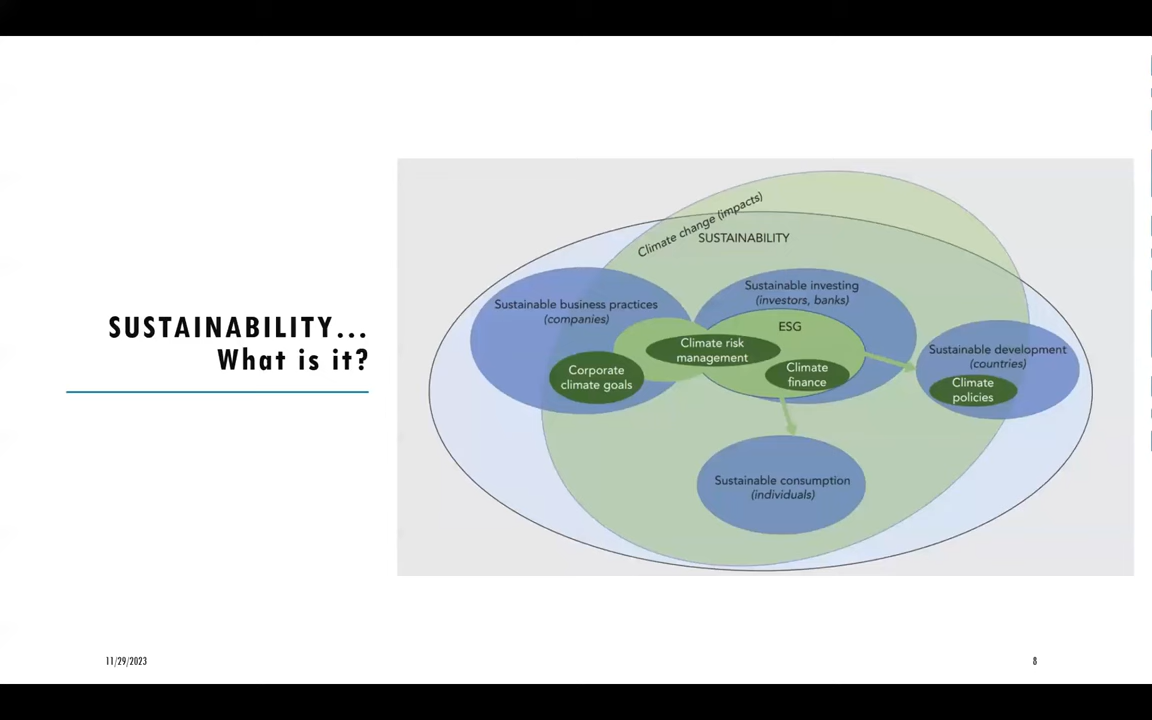 SUSTAINABILITY...
What is it?
Climate change (impacts)
SUSTAINABILITY
Sustainable business practices
(companies)
Sustainable investing
(investors, banks)
ESG
Climate risk
management
Corporate
climate goals
Climate
finance
Sustainable development
(countries)
Climate
policies
Sustainable consumption
(individuals)
11/29/2023
8